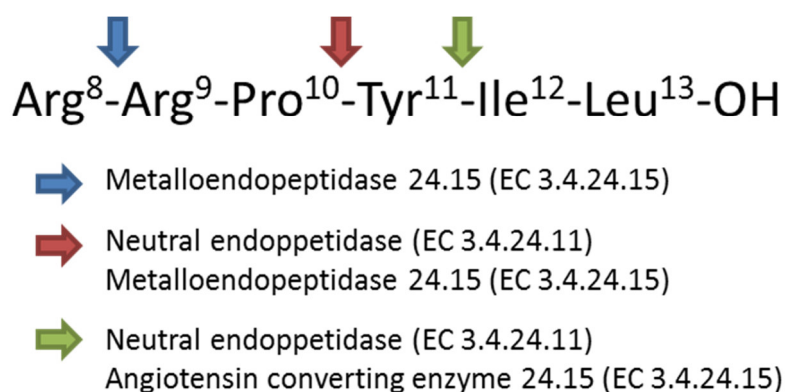 Arg⁸-Arg⁹-Pro¹⁰-Tyr¹¹-Ile¹²-Leu¹³-OH
Metalloendopeptidase 24.15 (EC 3.4.24.15)
Neutral endoppetidase (EC 3.4.24.11)
Metalloendopeptidase 24.15 (EC 3.4.24.15)
Neutral endoppetidase (EC 3.4.24.11)
Angiotensin converting enzyme 24.15 (EC 3.4.24.15)